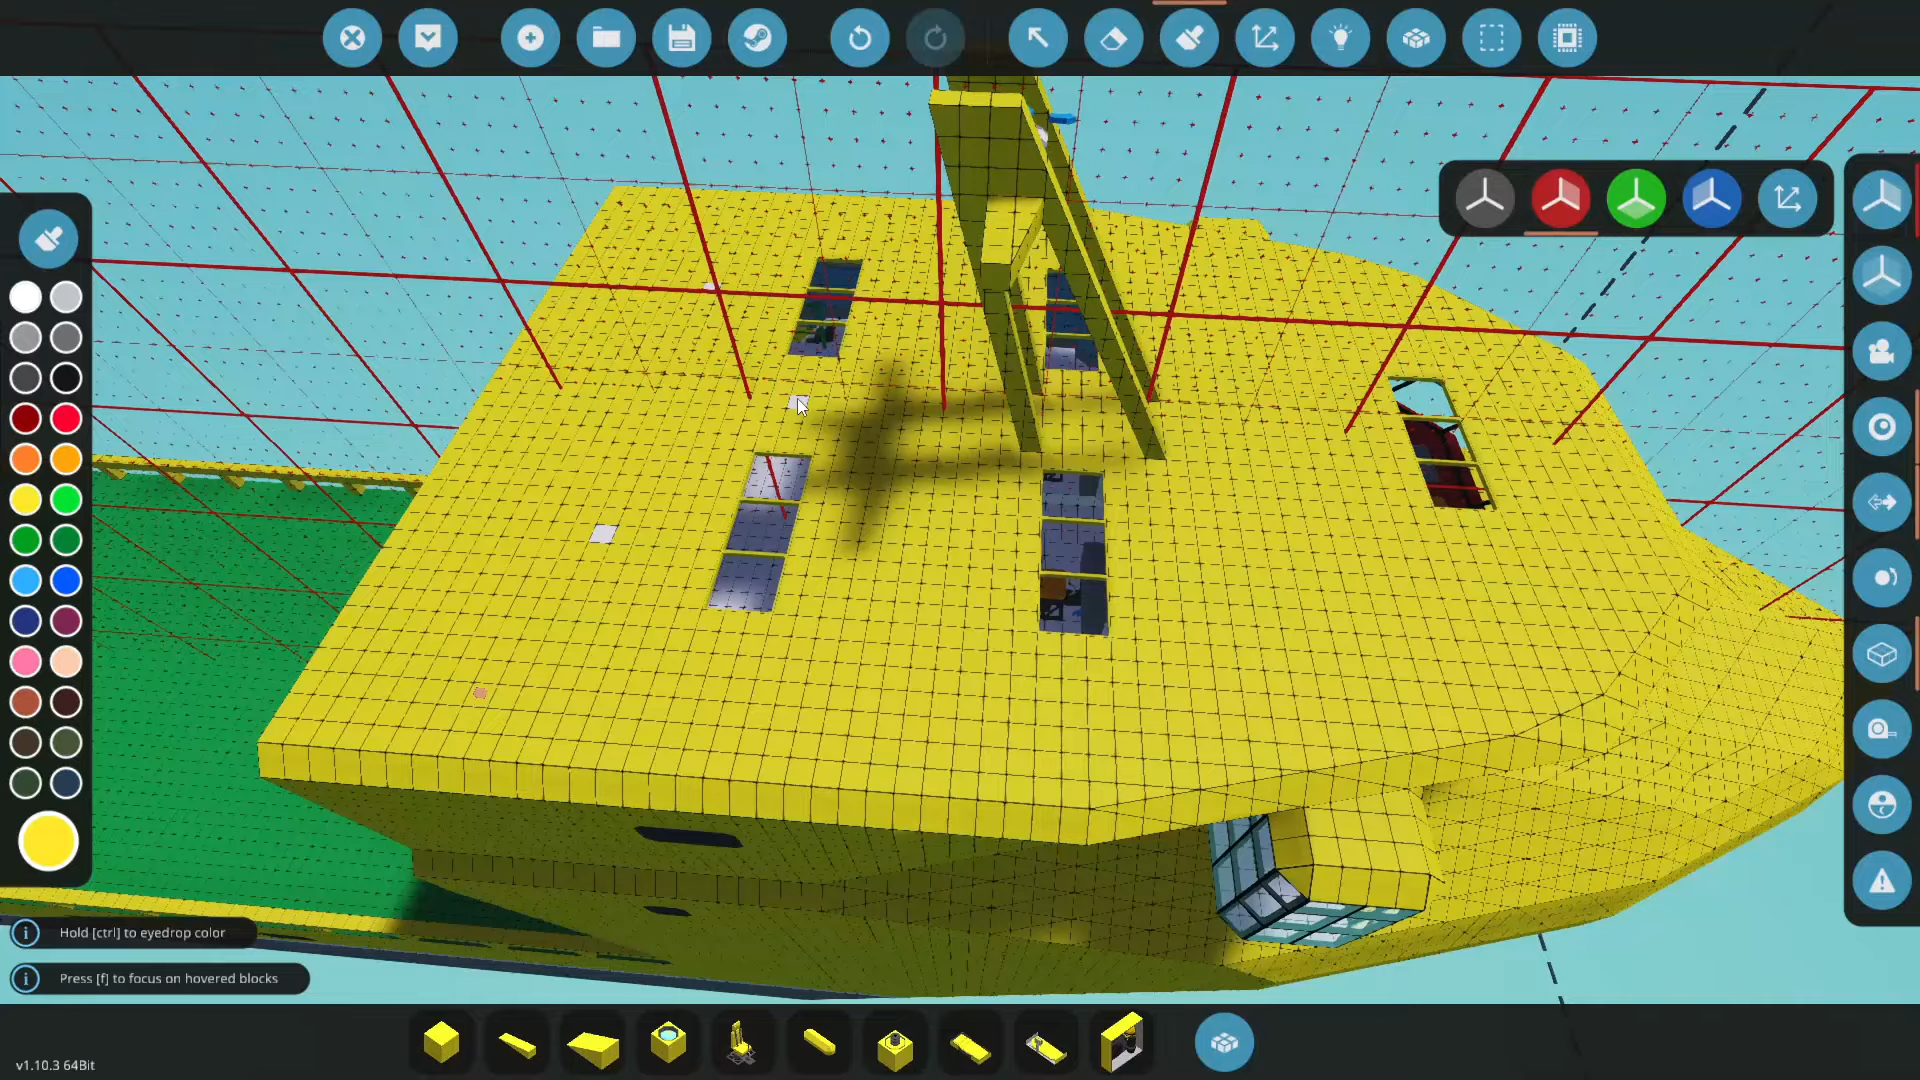 Hold [ctrl] to eyedrop color
Press [f] to focus on hovered blocks
v1.10.3 64Bit